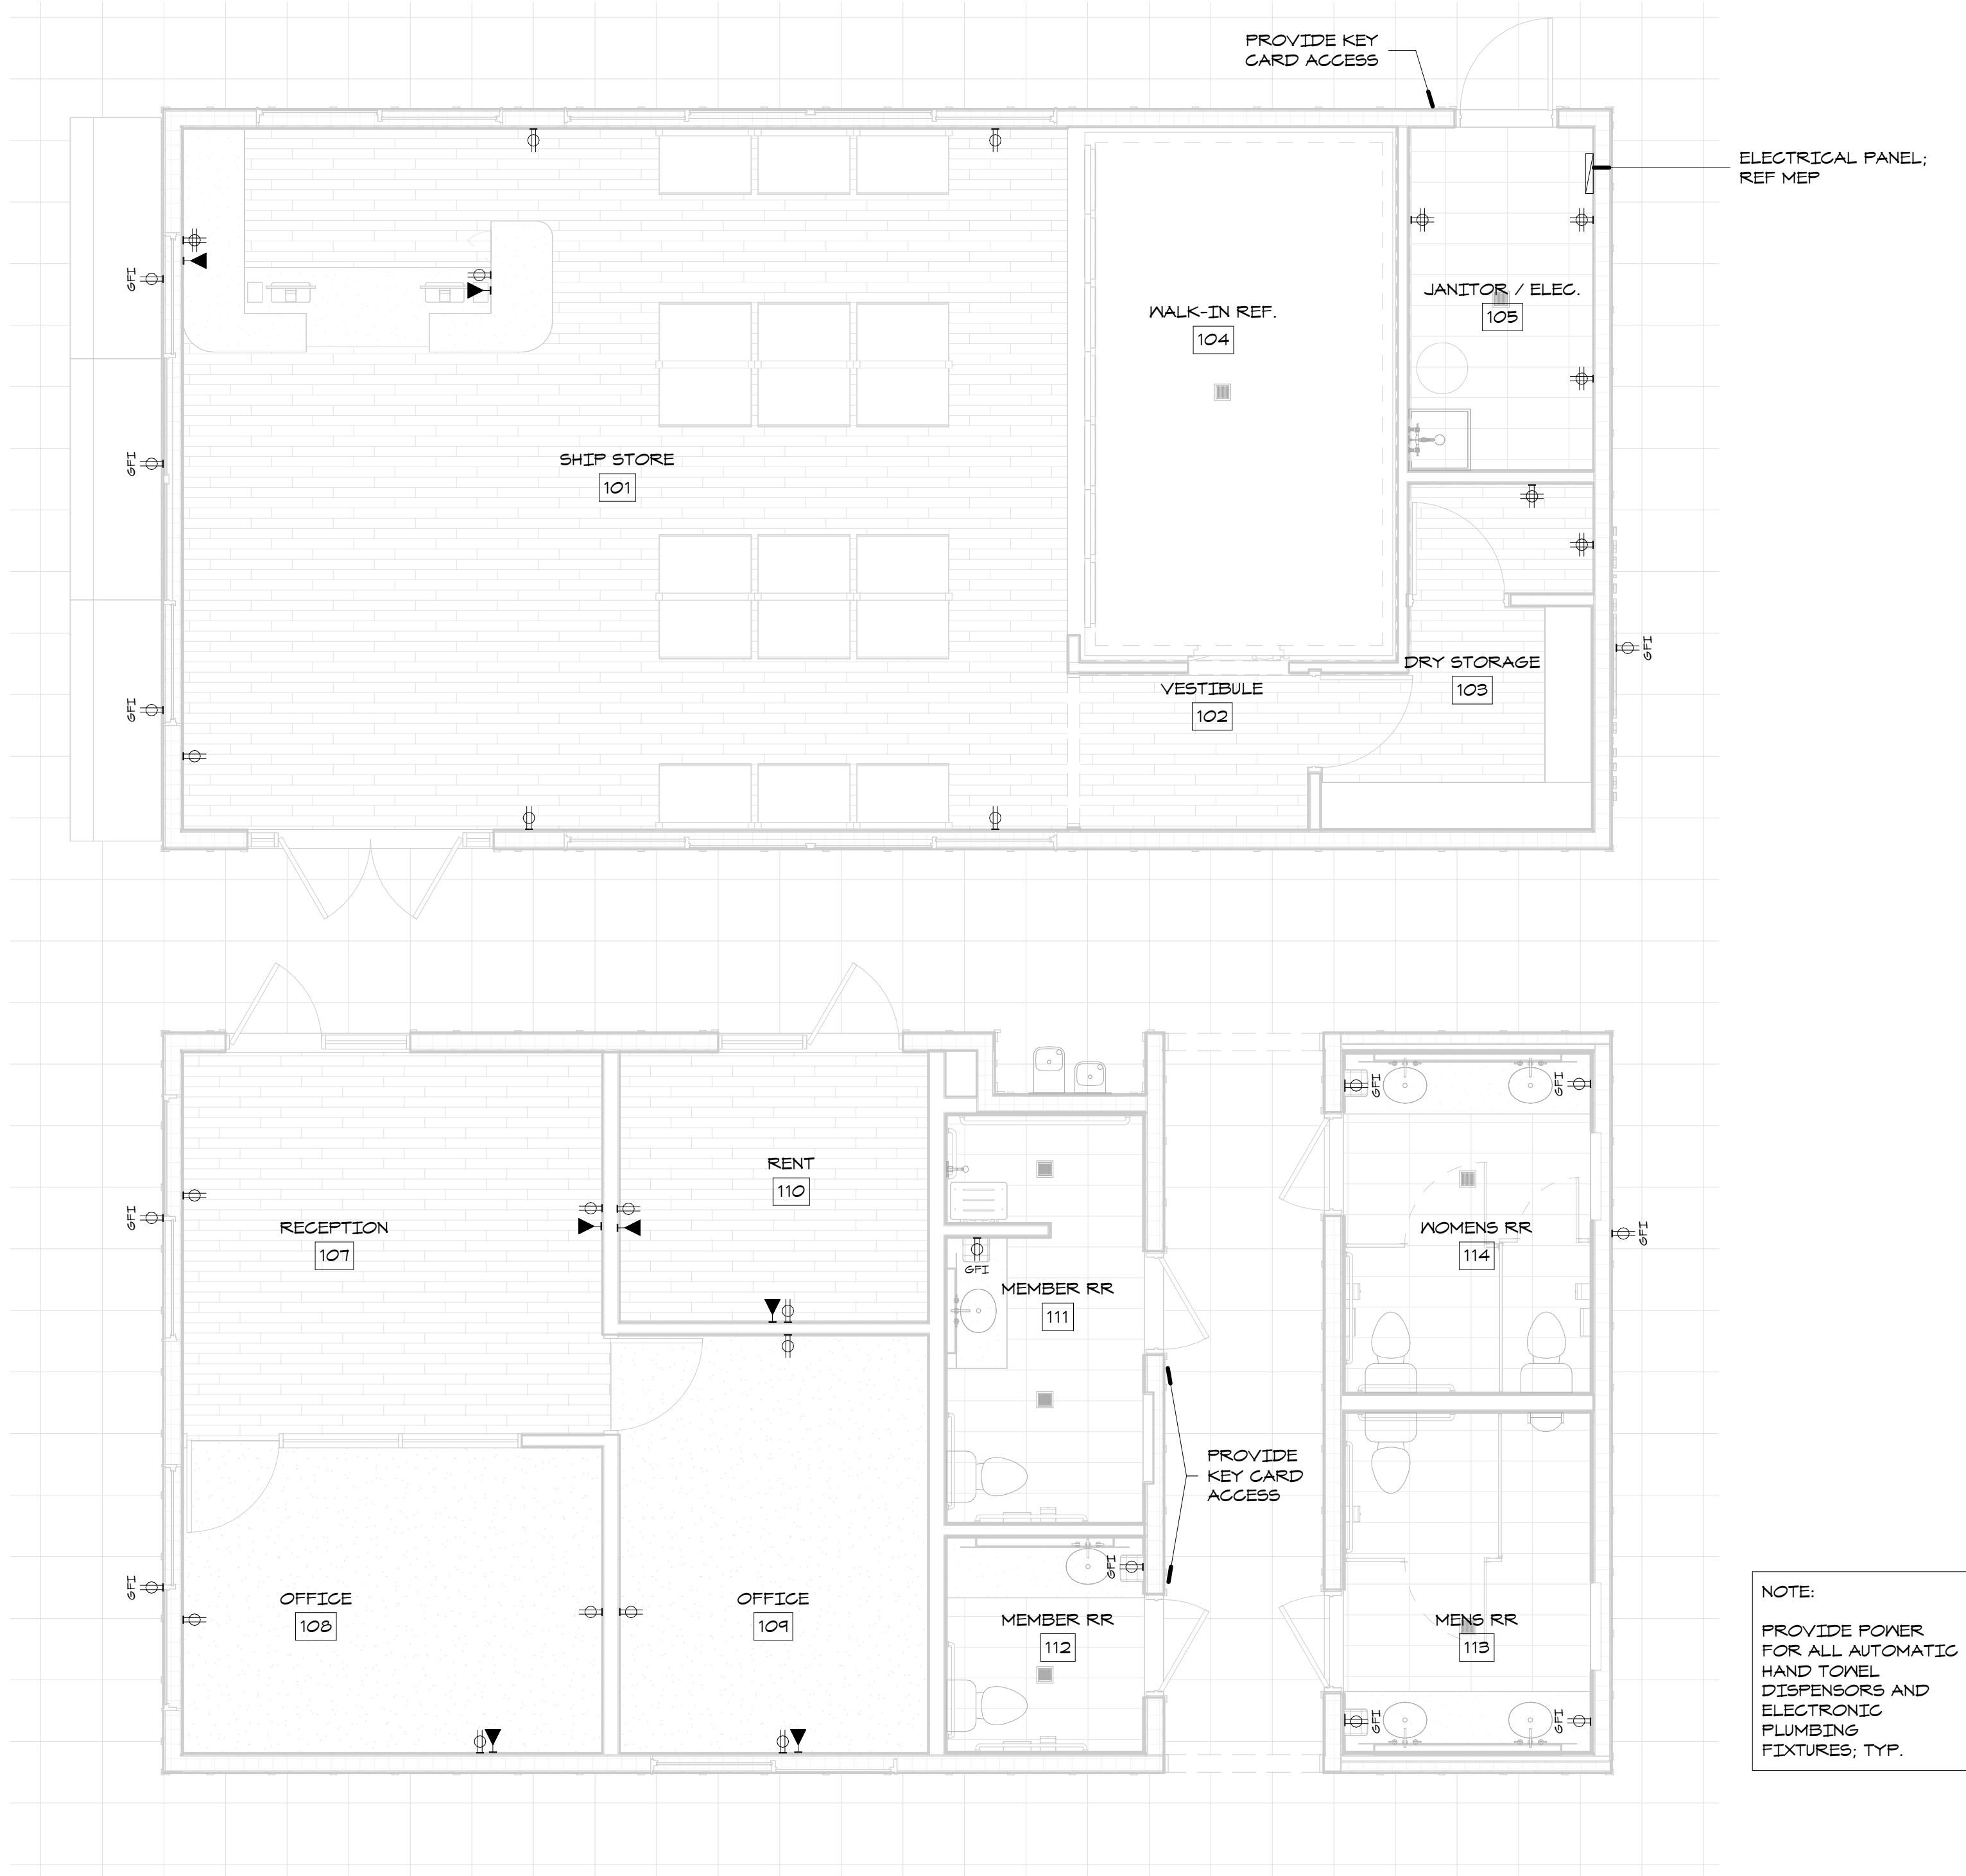 PROVIDE KEY
CARD ACCESS
ELECTRICAL PANEL;
REF MEP
GFI
JANITOR / ELEC.
105
WALK-IN REF.
104
SHIP STORE
101
GFI
GFI
GFI
DRY STORAGE
103
VESTIBULE
102
GFI
GFI
GFI
RENT
110
RECEPTION
107
GFI
WOMENS RR
114
GFI
GFI
MEMBER RR
111
PROVIDE
KEY CARD
ACCESS
GFI
GFI
OFFICE
108
OFFICE
109
MEMBER RR
112
MENS RR
113
GFI
GFI
NOTE:
PROVIDE POWER
FOR ALL AUTOMATIC
HAND TOWEL
DISPENSORS AND
ELECTRONIC
PLUMBING
FIXTURES; TYP.